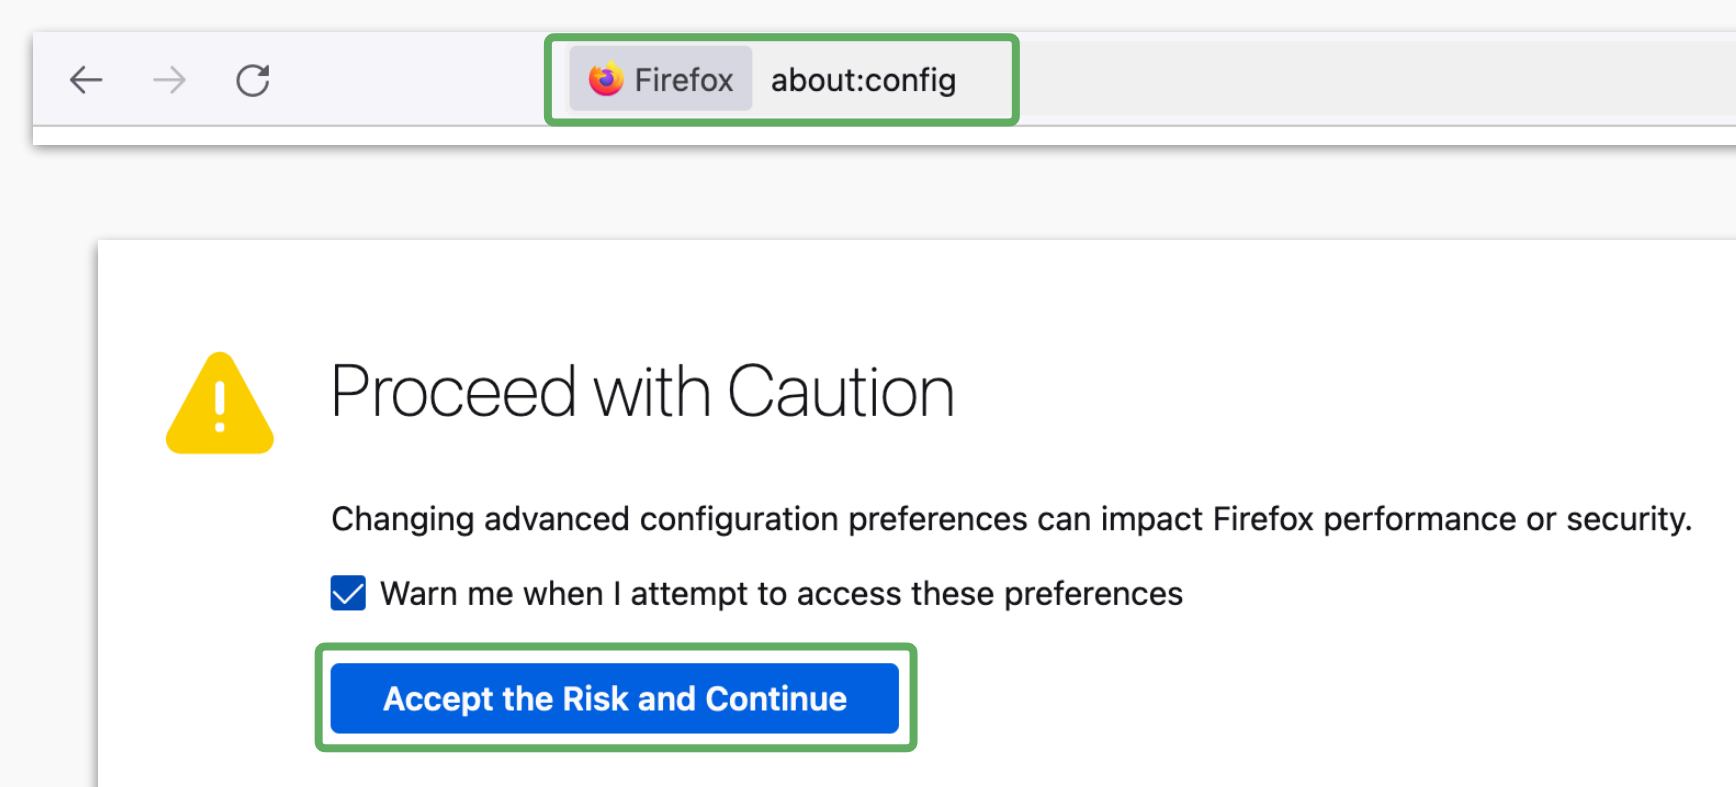 Firefox about:config
Proceed with Caution
Changing advanced configuration preferences can impact Firefox performance or security.
Warn me when I attempt to access these preferences
Accept the Risk and Continue